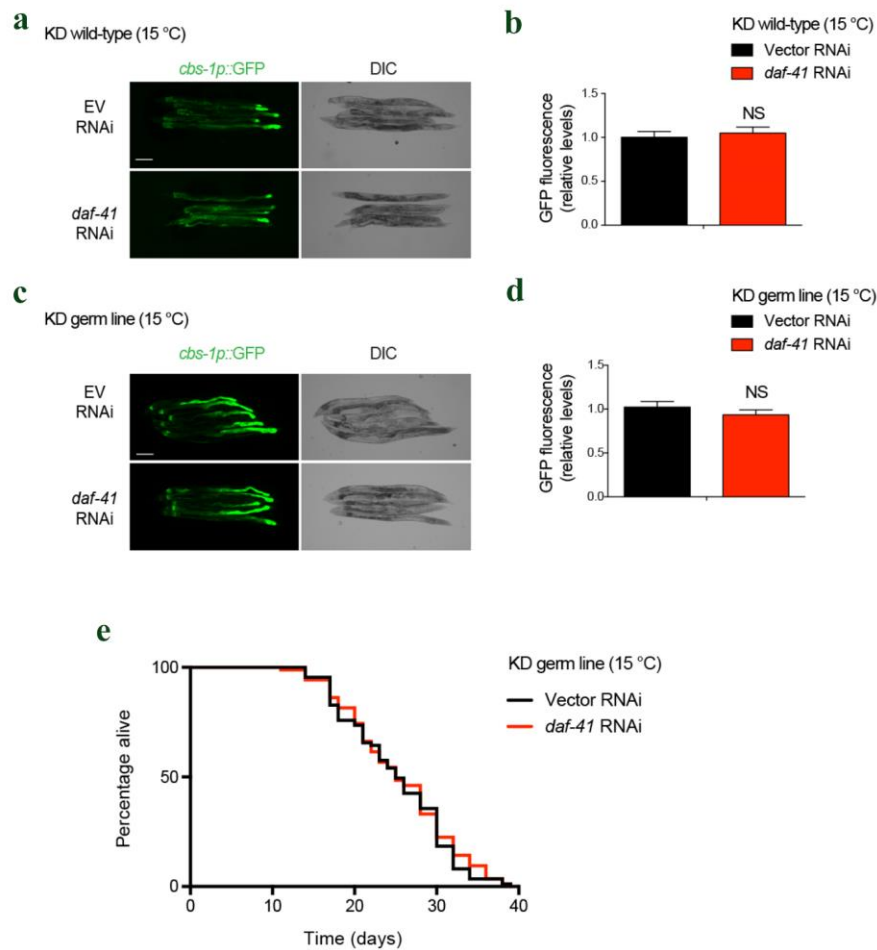 a
KD wild-type (15 °C)
cbs-1p::GFP
DIC
EV
RNAi
daf-41
RNAi
b
KD wild-type (15 °C)
Vector RNAi
daf-41 RNAi
GFP fluorescence
(relative levels)
1.5
1.0
0.5
0.0
NS
c
KD germ line (15 °C)
cbs-1p::GFP
DIC
EV
RNAi
daf-41
RNAi
d
KD germ line (15 °C)
Vector RNAi
daf-41 RNAi
GFP fluorescence
(relative levels)
1.5
1.0
0.5
0.0
NS
e
KD germ line (15 °C)
Vector RNAi
daf-41 RNAi
Percentage alive
100
50
0
0 10 20 30 40
Time (days)